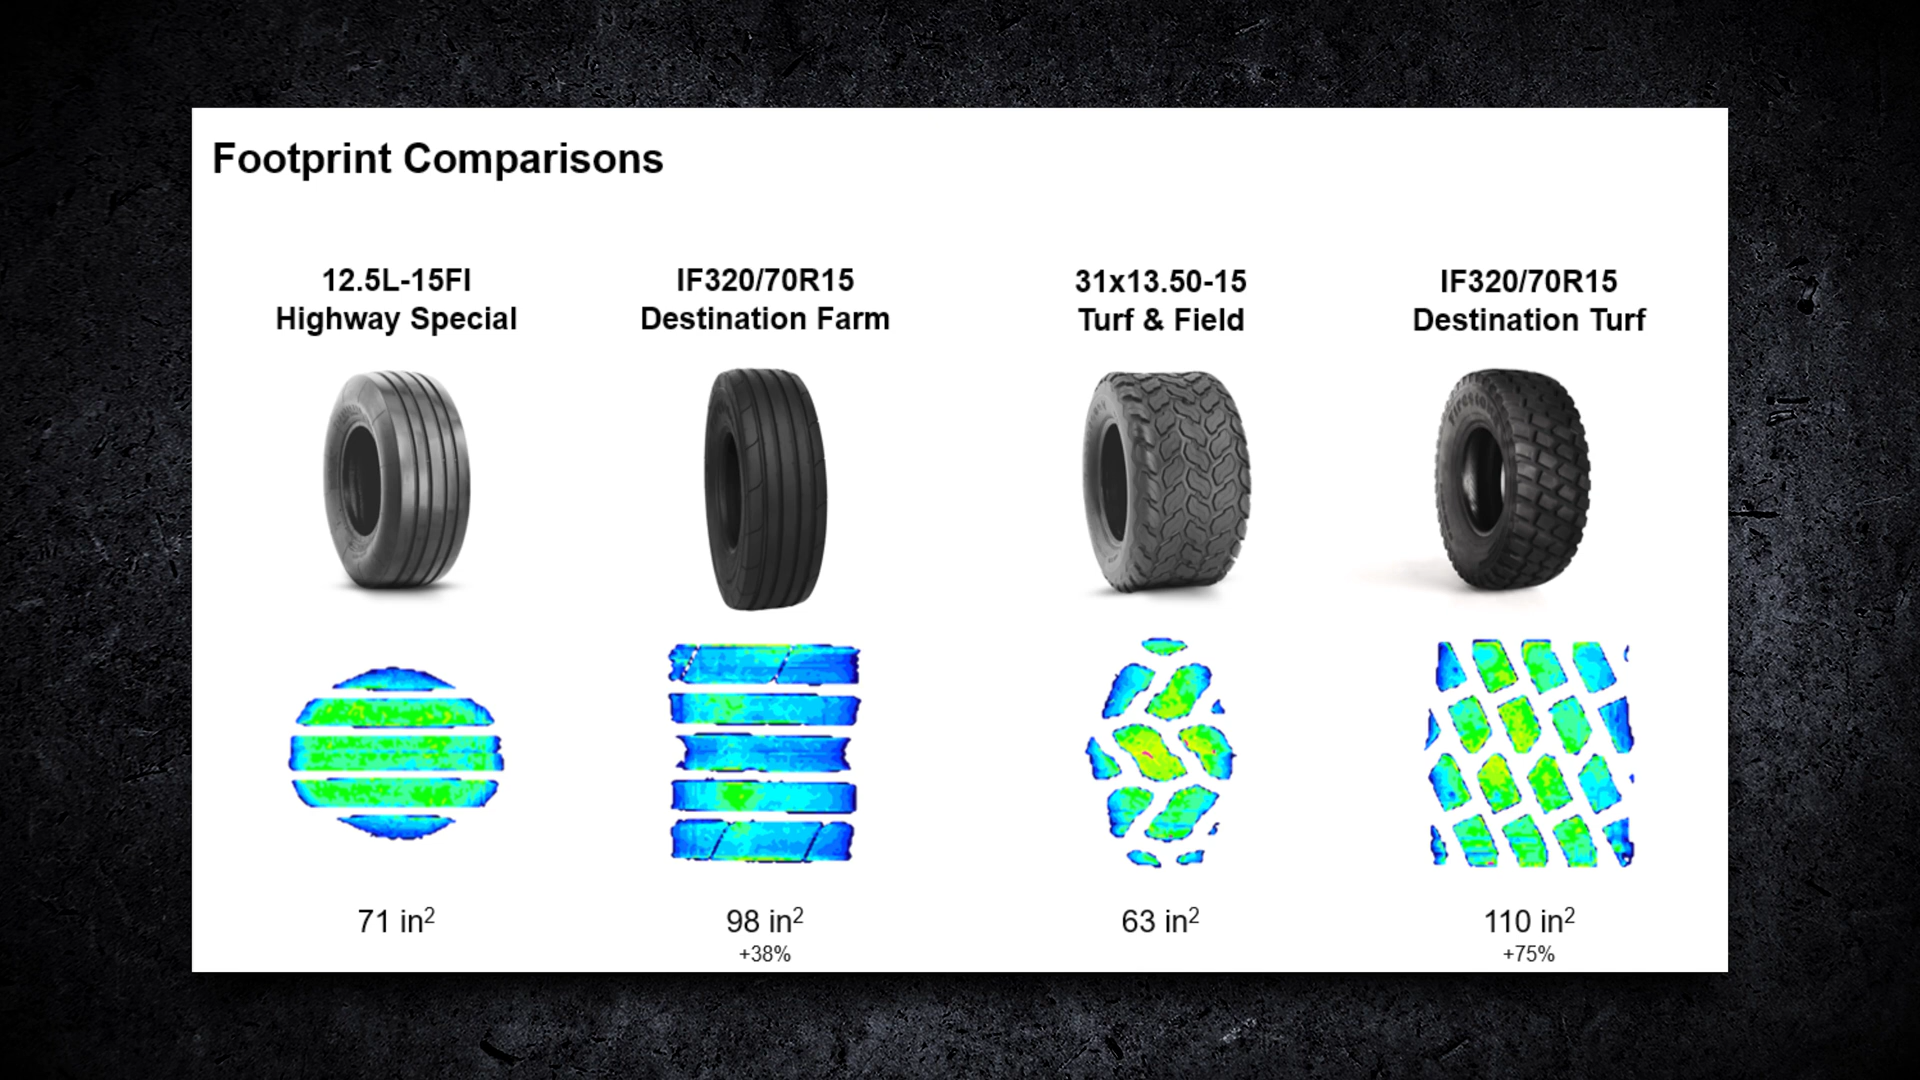 Footprint Comparisons
12.5L-15FI
Highway Special
IF320/70R15
Destination Farm
31x13.50-15
Turf & Field
IF320/70R15
Destination Turf
Firestone
71 in²
98 in²
+38%
63 in²
110 in²
+75%